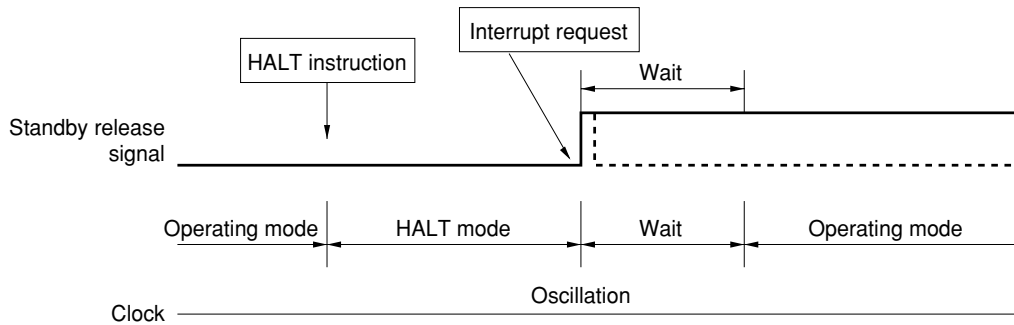 Interrupt request
HALT instruction
Wait
Standby release
signal
Operating mode
HALT mode
Wait
Operating mode
Oscillation
Clock